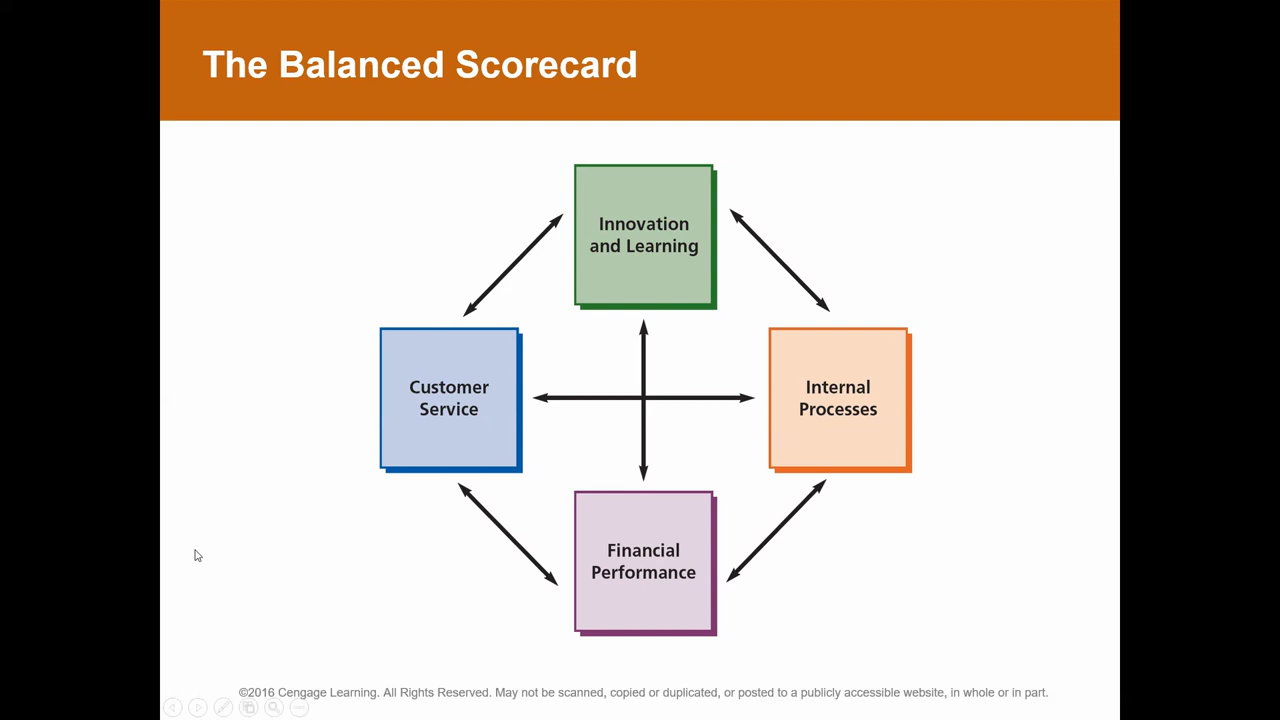 The Balanced Scorecard
Innovation
and Learning
Customer
Service
Internal
Processes
Financial
Performance
©2016 Cengage Learning. All Rights Reserved. May not be scanned, copied or duplicated, or posted to a publicly accessible website, in whole or in part.